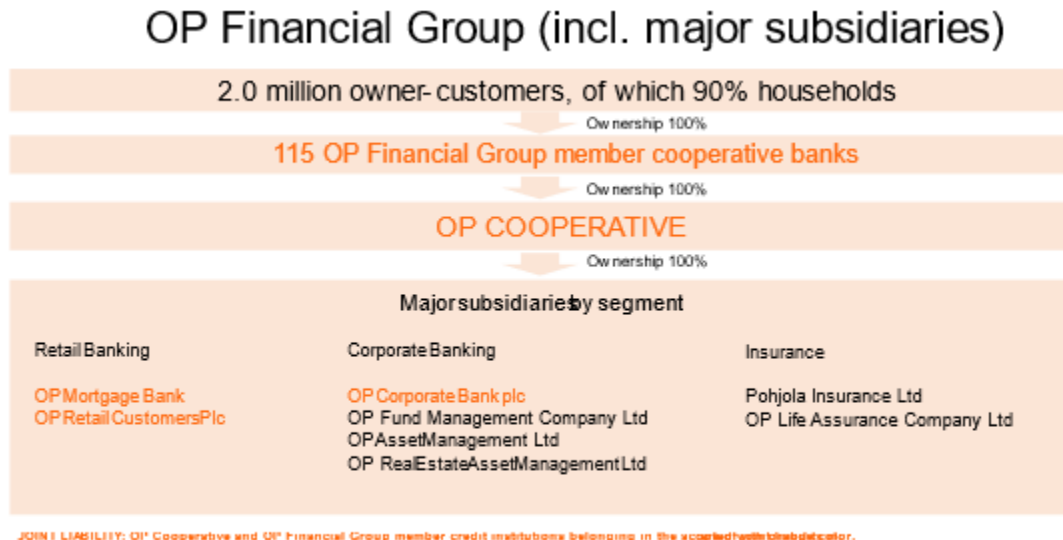 OP Financial Group (incl. major subsidiaries)
2.0 million owner-customers, of which 90% households
Ownership 100%
115 OP Financial Group member cooperative banks
Ownership 100%
OP COOPERATIVE
Ownership 100%
Major subsidiaries by segment
Retail Banking
OP Mortgage Bank
OP Retail Customers Plc
Corporate Banking
OP Corporate Bank plc
OP Fund Management Company Ltd
OP Asset Management Ltd
OP Real Estate Asset Management Ltd
Insurance
Pohjola Insurance Ltd
OP Life Assurance Company Ltd
JOINT LIABILITY: OP Cooperative and OP Financial Group member credit institutions belonging in the